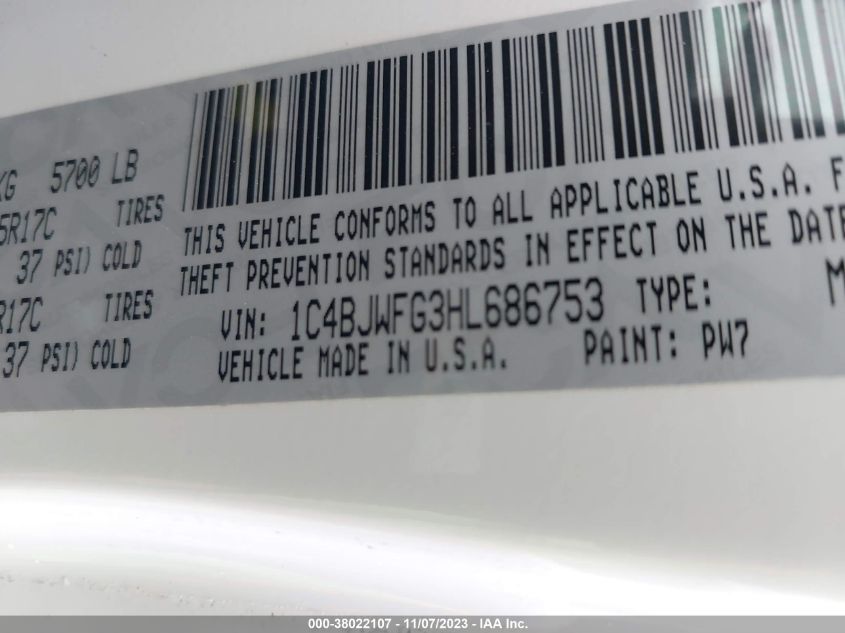 KG 5700 LB
5R17C TIRES
37 PSI) COLD
R17C TIRES
37 PSI) COLD
THIS VEHICLE CONFORMS TO ALL APPLICABLE U.S.A. F
THEFT PREVENTION STANDARDS IN EFFECT ON THE DATE
VIN: 1C4BJWFG3HL686753 TYPE: M
VEHICLE MADE IN U.S.A. PAINT: PW7
000-38022107 - 11/07/2023 - IAA Inc.